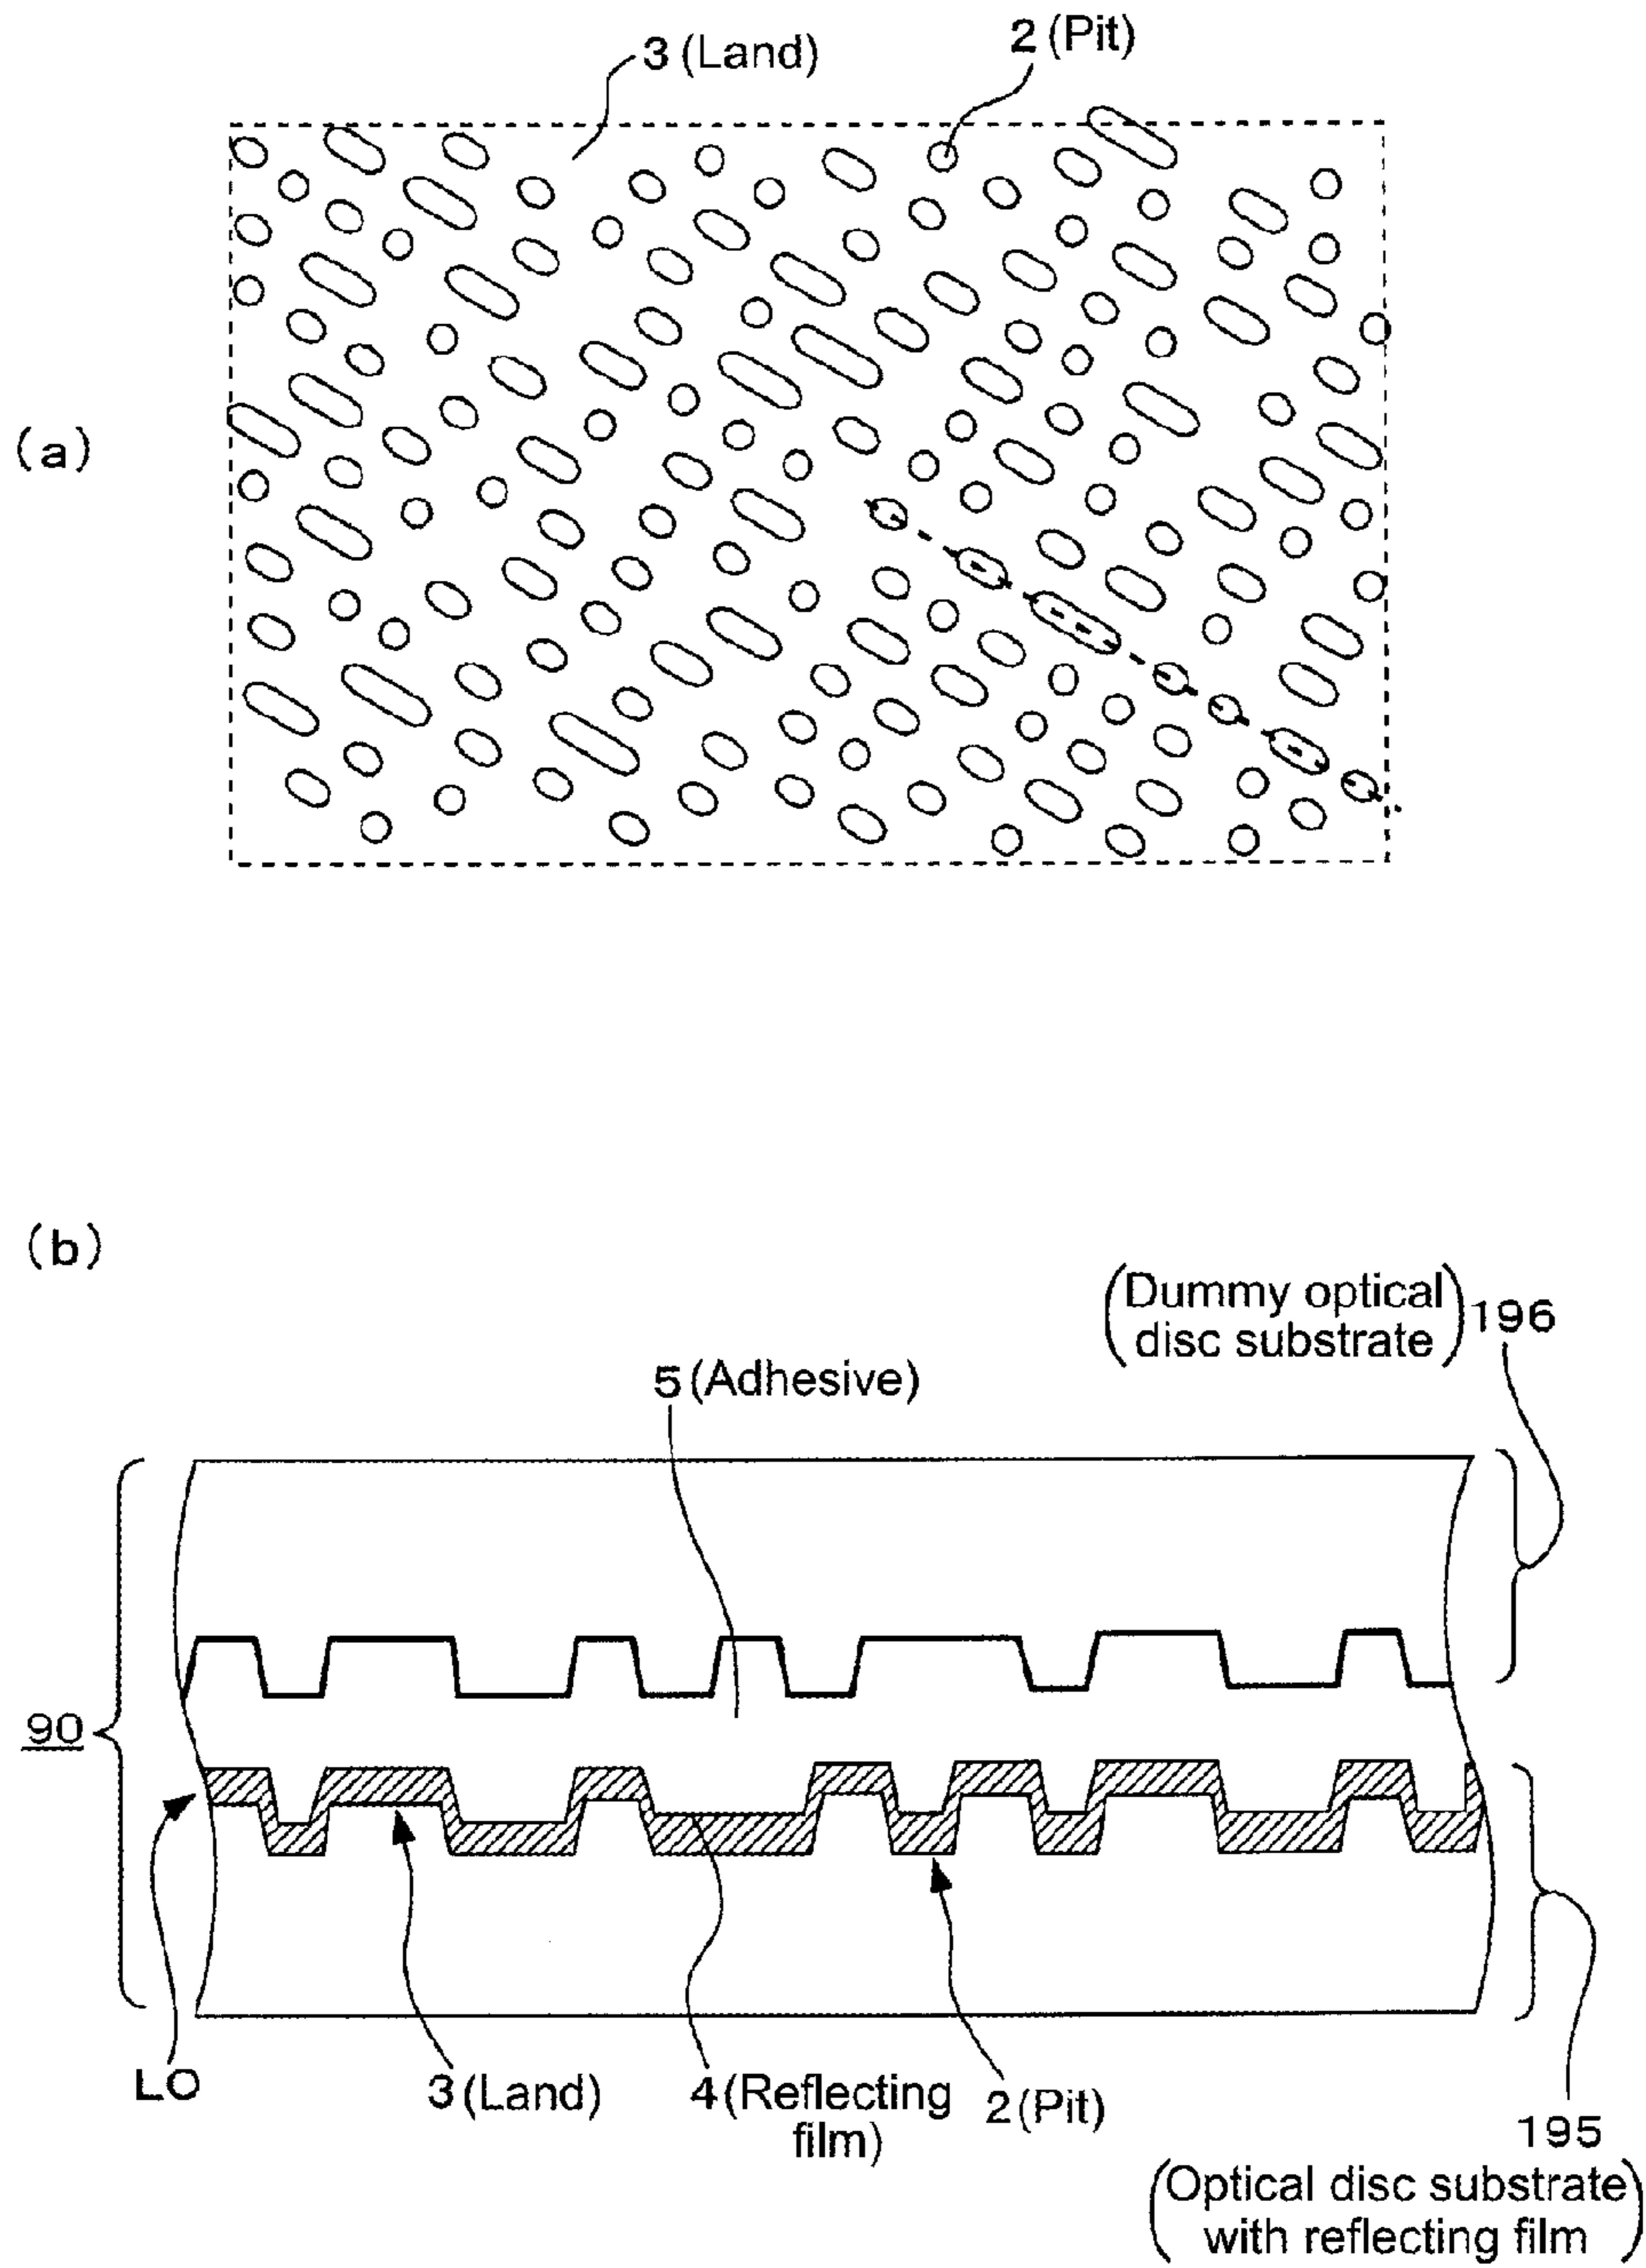 2 (Pit)
3 (Land)
(a)
(b)
(Dummy optical
disc substrate) 196
5 (Adhesive)
90
LO
3 (Land)
4 (Reflecting
film)
2 (Pit)
195
(Optical disc substrate
with reflecting film)